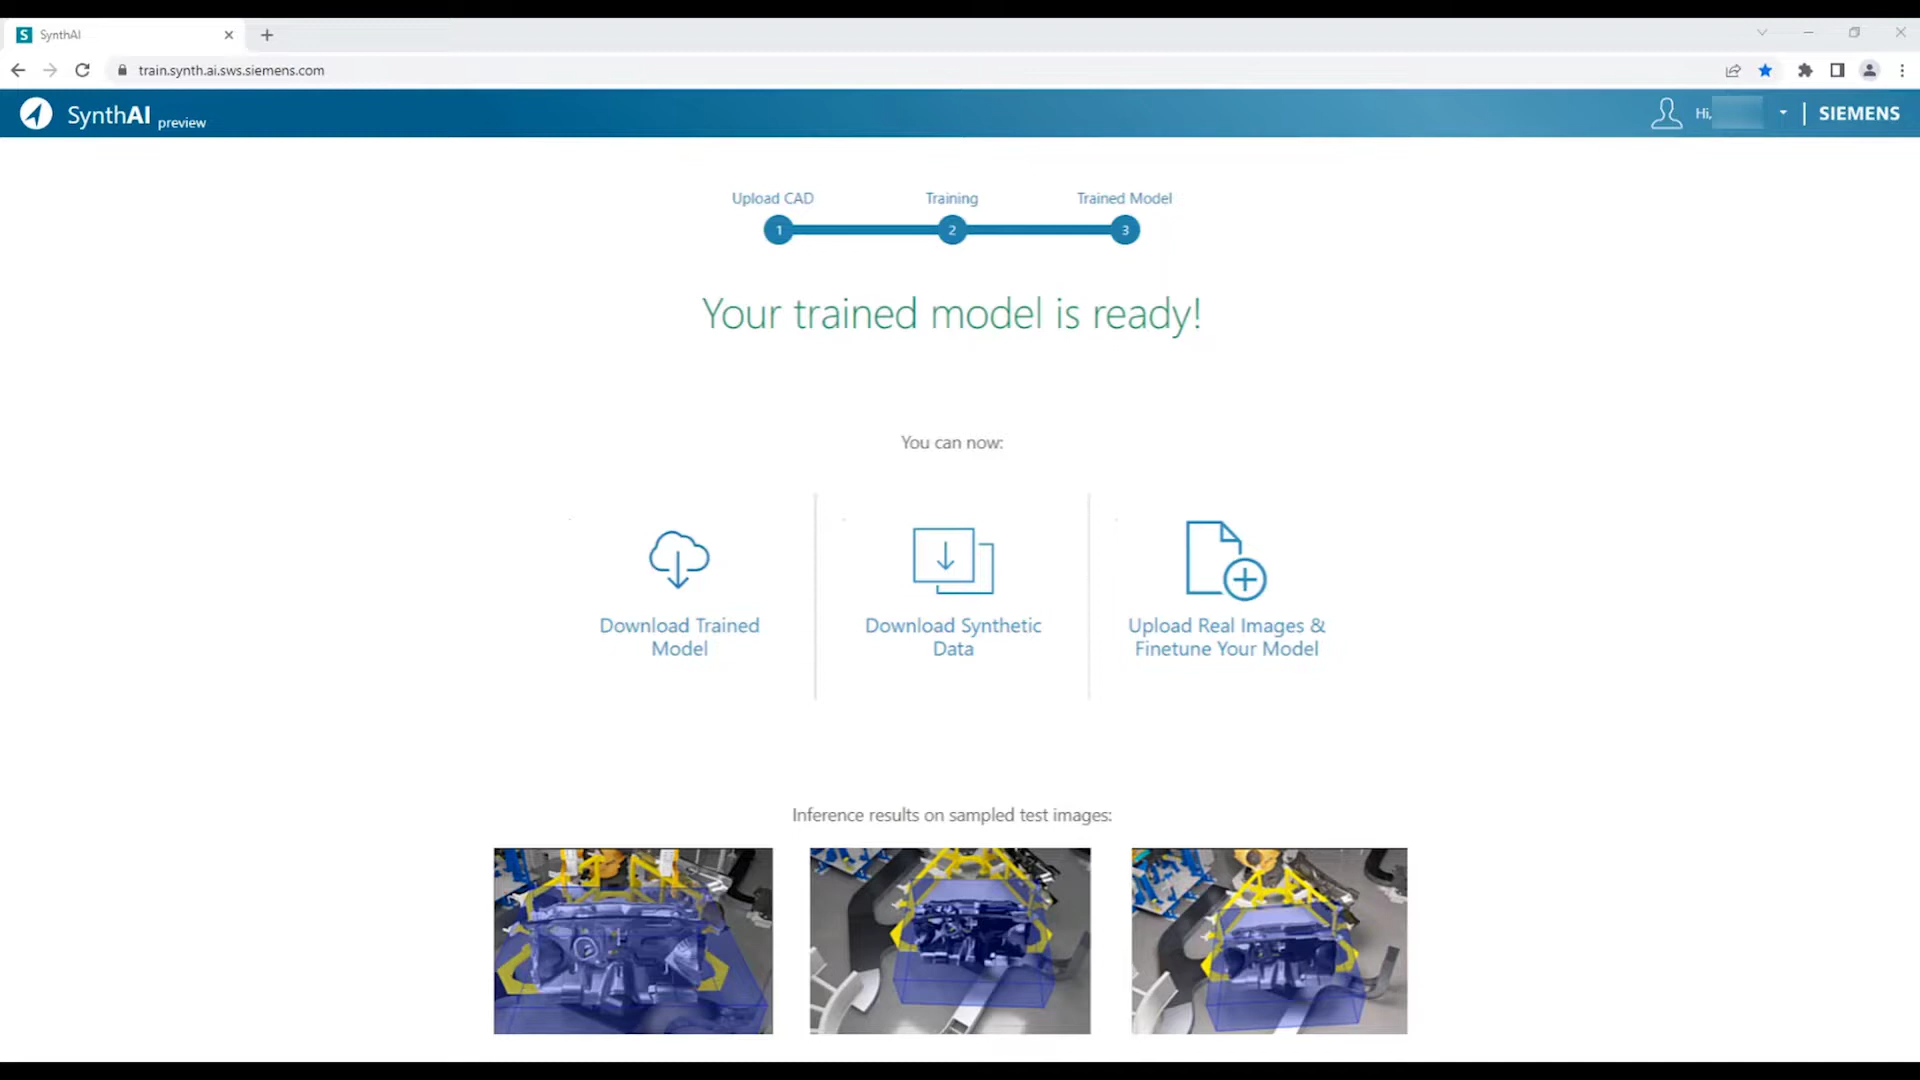 S SynthAI
train.synth.ai.sws.siemens.com
SynthAI preview
Hi,
SIEMENS
Upload CAD
Training
Trained Model
1
2
3
Your trained model is ready!
You can now:
Download Trained
Model
Download Synthetic
Data
Upload Real Images &
Finetune Your Model
Inference results on sampled test images: